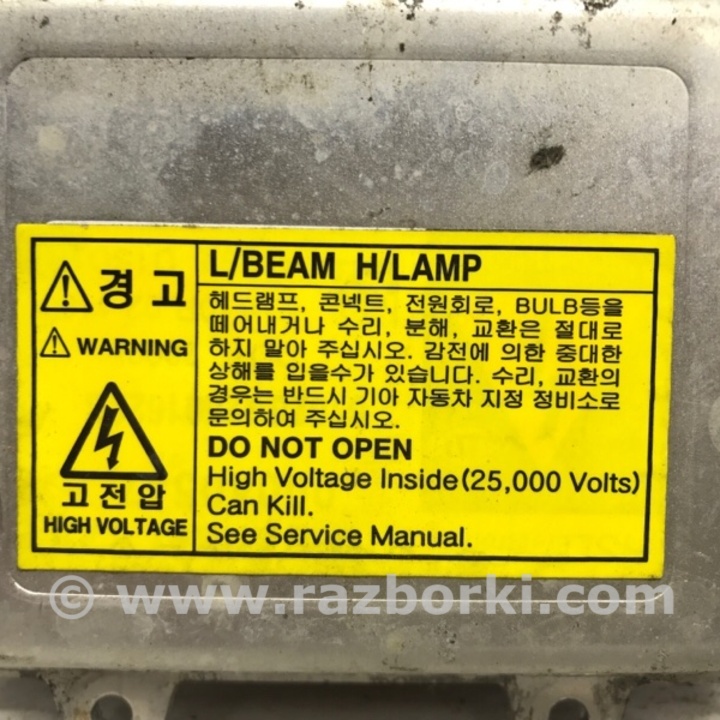 경고
WARNING
고전압
HIGH VOLTAGE
L/BEAM H/LAMP
헤드램프, 콘넥트, 전원회로, BULB등을
떼어내거나 수리, 분해, 교환은 절대로
하지 말아 주십시오. 감전에 의한 중대한
상해를 입을수가 있습니다. 수리, 교환의
경우는 반드시 기아 자동차 지정 정비소로
문의하여 주십시오.
DO NOT OPEN
High Voltage Inside(25,000 Volts)
Can Kill.
See Service Manual.
© www.razborki.com